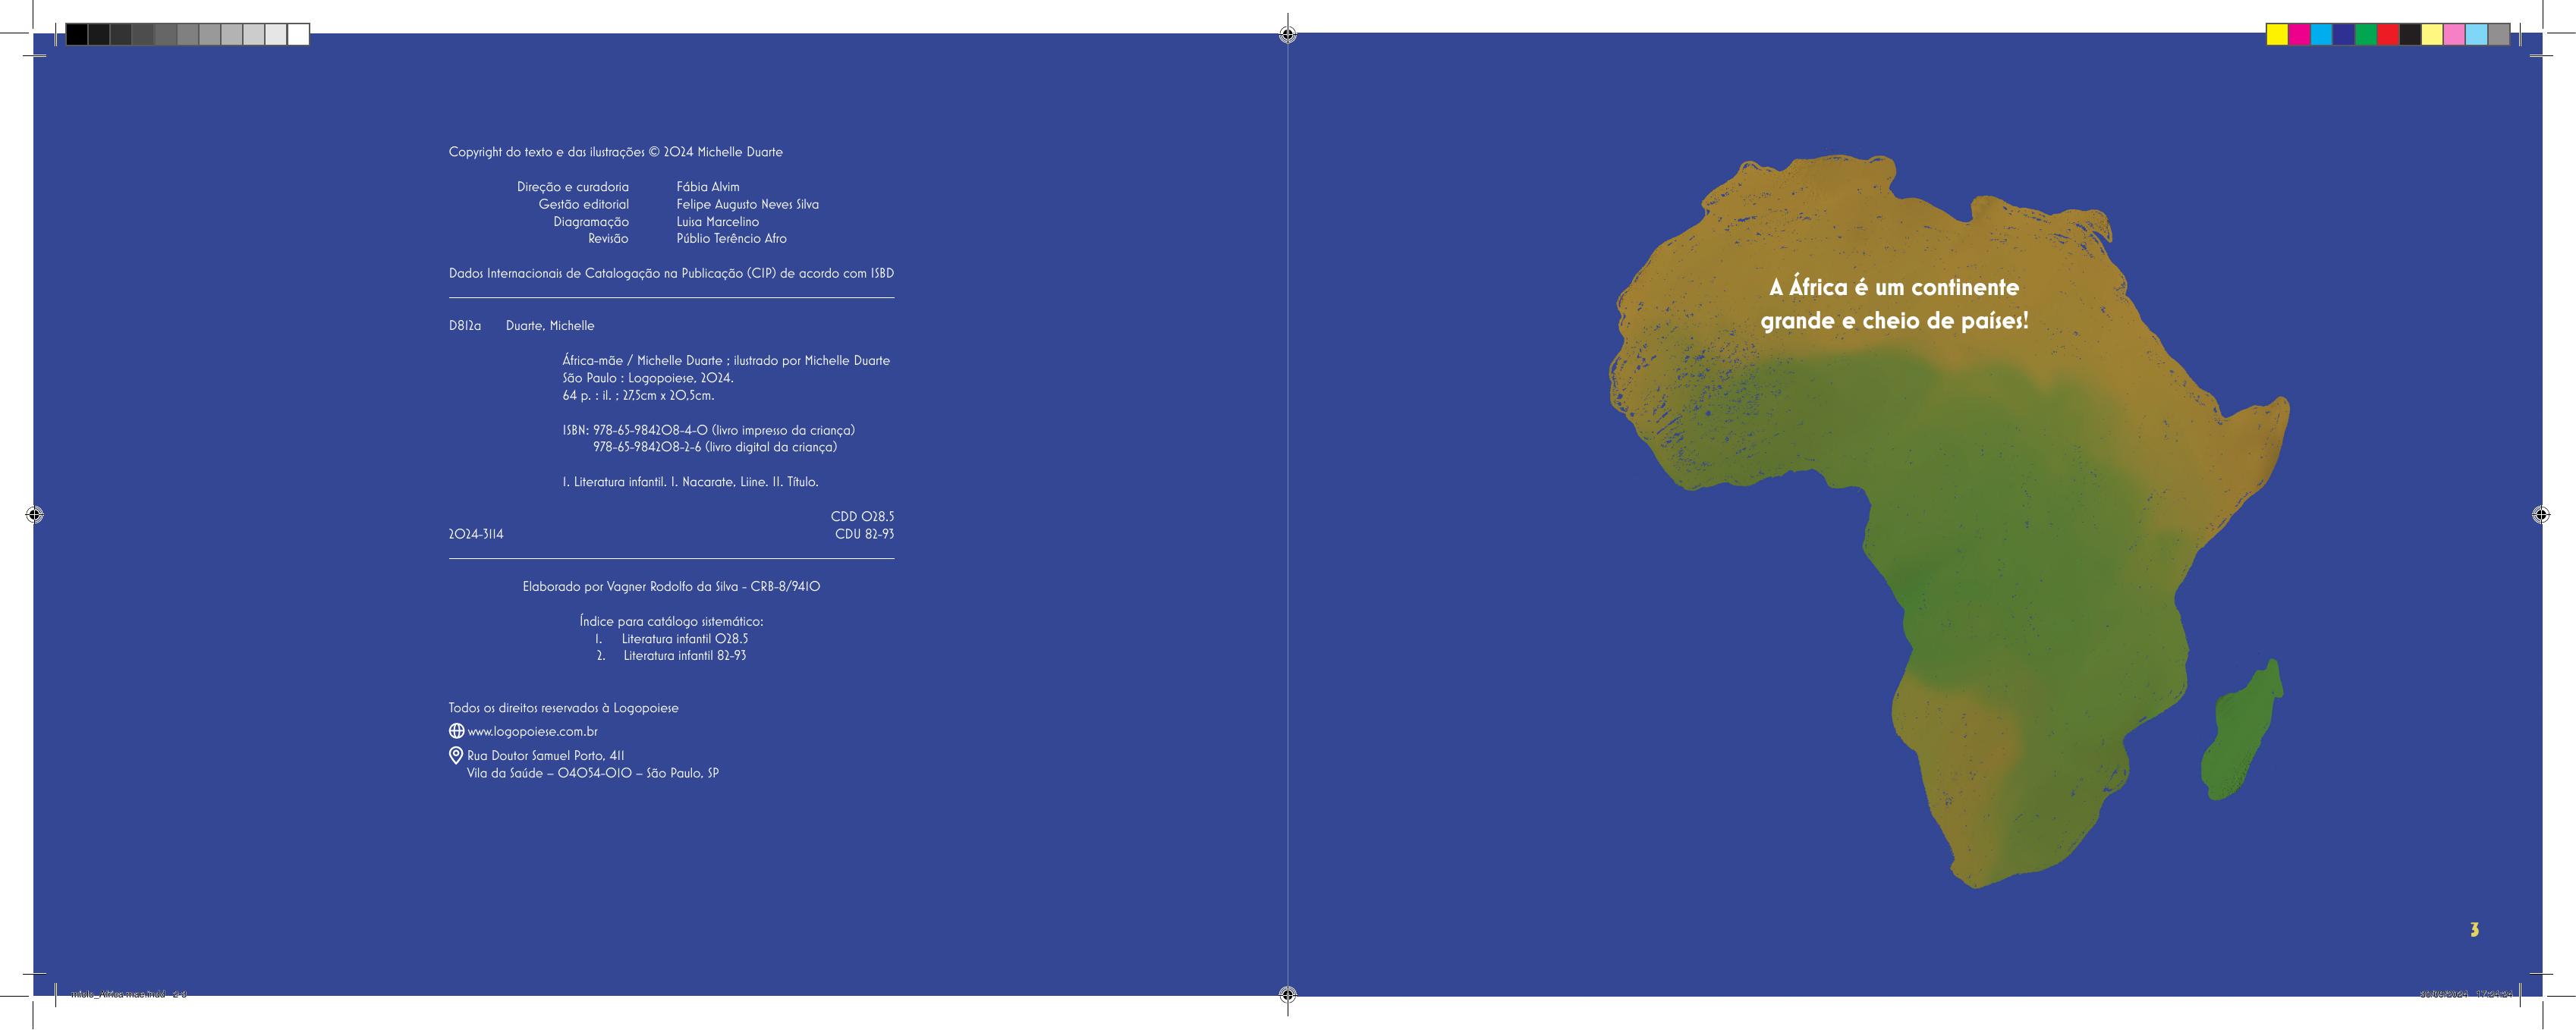 Copyright do texto e das ilustrações © 2024 Michelle Duarte
Direção e curadoria Fábia Alvim
Gestão editorial Felipe Augusto Neves Silva
Diagramação Luisa Marcelino
Revisão Públio Terêncio Afro
Dados Internacionais de Catalogação na Publicação (CIP) de acordo com ISBD
D812a Duarte, Michelle
África-mãe / Michelle Duarte ; ilustrado por Michelle Duarte
São Paulo : Logopoiese, 2024.
64 p. : il. ; 27,5cm x 20,5cm.
ISBN: 978-65-984208-4-0 (livro impresso da criança)
978-65-984208-2-6 (livro digital da criança)
1. Literatura infantil. I. Nacarate, Liine. II. Título.
CDD 028.5
2024-3114 CDU 82-93
Elaborado por Vagner Rodolfo da Silva - CRB-8/9410
Índice para catálogo sistemático:
1. Literatura infantil 028.5
2. Literatura infantil 82-93
Todos os direitos reservados à Logopoiese
www.logopoiese.com.br
Rua Doutor Samuel Porto, 411
Vila da Saúde – 04054-010 – São Paulo, SP
A África é um continente
grande e cheio de países!
3